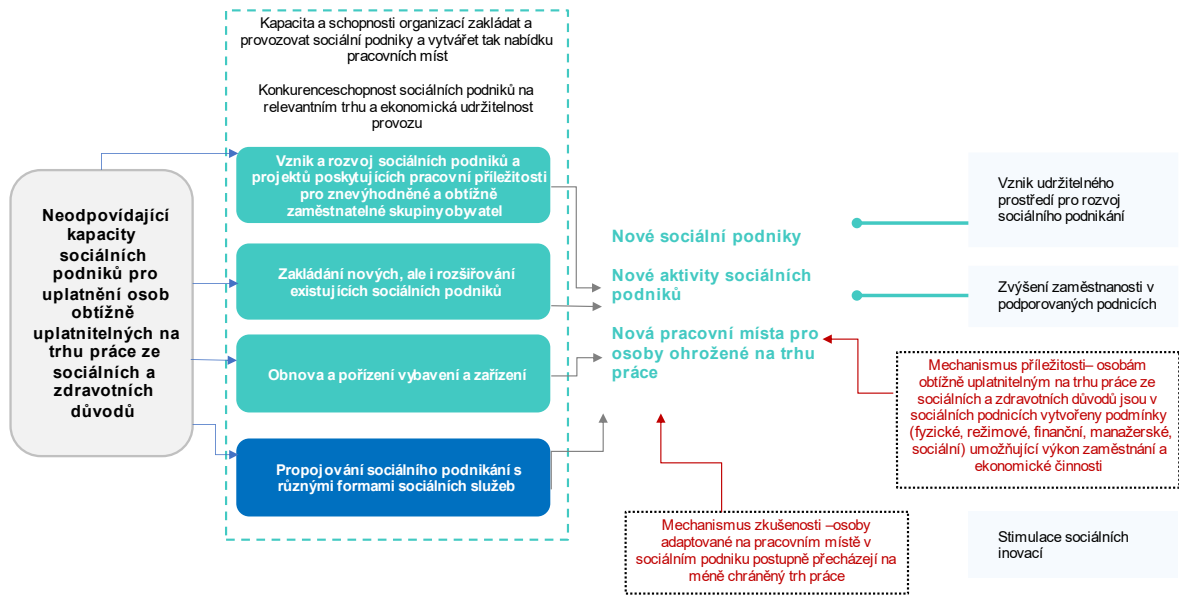 Kapacita a schopnosti organizací zakládat a
provozovat sociální podniky a vytvářet tak nabídku
pracovních míst
Konkurenceschopnost sociálních podniků na
relevantním trhu a ekonomická udržitelnost
provozu
Neodpovídající
kapacity
sociálních
podniků pro
uplatnění osob
obtížně
uplatnitelných na
trhu práce ze
sociálních a
zdravotních
důvodů
Vznik a rozvoj sociálních podniků a
projektů poskytujících pracovní příležitosti
pro znevýhodněné a obtížně
zaměstnatelné skupiny obyvatel
Zakládání nových, ale i rozšiřování
existujících sociálních podniků
Obnova a pořízení vybavení a zařízení
Propojování sociálního podnikání s
různými formami sociálních služeb
Nové sociální podniky
Nové aktivity sociálních
podniků
Nová pracovní místa pro
osoby ohrožené na trhu
práce
Vznik udržitelného
prostředí pro rozvoj
sociálního podnikání
Zvýšení zaměstnanosti v
podporovaných podnicích
Mechanismus příležitosti– osobám
obtížně uplatnitelným na trhu práce ze
sociálních a zdravotních důvodů jsou v
sociálních podnicích vytvořeny podmínky
(fyzické, režimové, finanční, manažerské,
sociální) umožňující výkon zaměstnání a
ekonomické činnosti
Mechanismus zkušenosti –osoby
adaptované na pracovním místě v
sociálním podniku postupně přecházejí na
méně chráněný trh práce
Stimulace sociálních
inovací